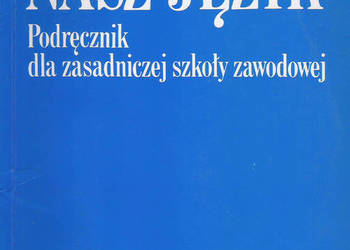 NASZ JĘZYK
Podręcznik
dla zasadniczej szkoły zawodowej